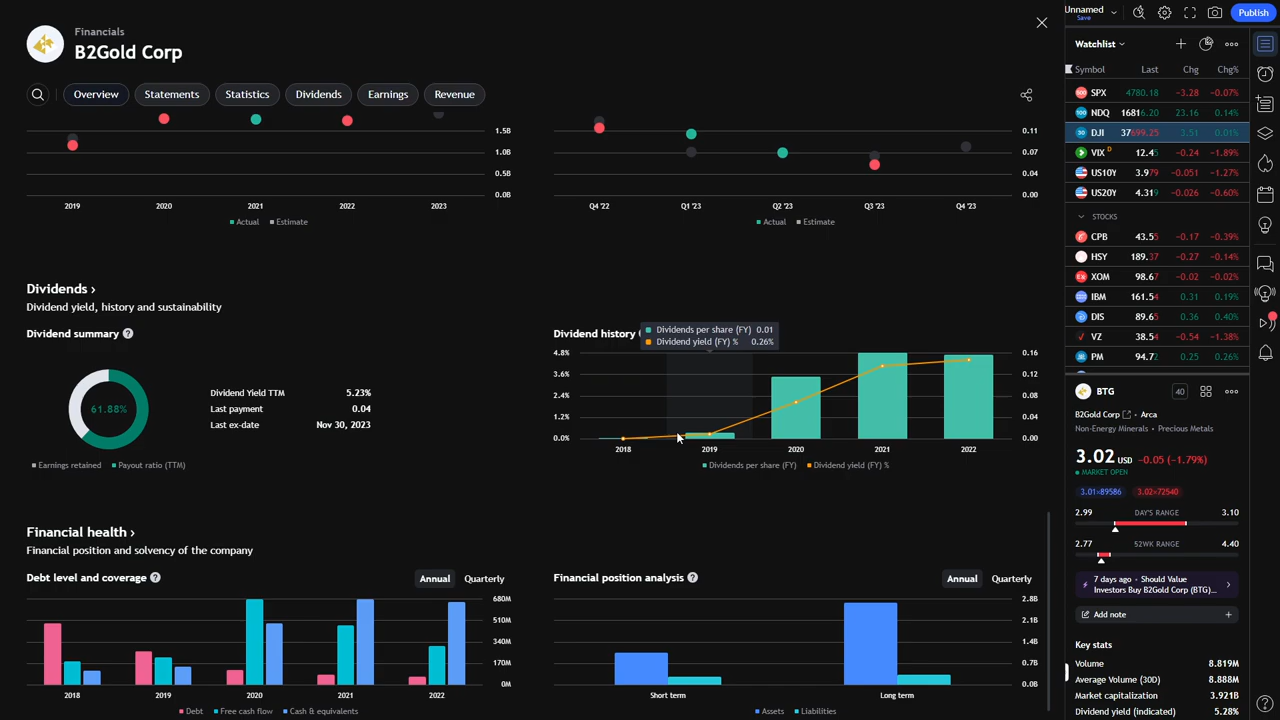 Financials
B2Gold Corp
Overview
Statements
Statistics
Dividends
Earnings
Revenue
1.5B
1.0B
0.5B
0.0B
2019
2020
2021
2022
2023
Actual
Estimate
0.11
0.07
0.04
0.00
Q4 '22
Q1 '23
Q2 '23
Q3 '23
Q4 '23
Actual
Estimate
Dividends ›
Dividend yield, history and sustainability
Dividend summary ?
61.88%
Dividend Yield TTM 5.23%
Last payment 0.04
Last ex-date Nov 30, 2023
Earnings retained
Payout ratio (TTM)
Dividend history
Dividends per share (FY) 0.01
Dividend yield (FY) % 0.26%
4.8%
3.6%
2.4%
1.2%
0.0%
0.16
0.12
0.08
0.04
0.00
2018
2019
2020
2021
2022
Dividends per share (FY)
Dividend yield (FY) %
Financial health ›
Financial position and solvency of the company
Debt level and coverage ?
Annual
Quarterly
680M
510M
340M
170M
0M
2018
2019
2020
2021
2022
Debt
Free cash flow
Cash & equivalents
Financial position analysis ?
Annual
Quarterly
2.8B
2.1B
1.4B
0.7B
0.0B
Short term
Long term
Assets
Liabilities
Unnamed
Save
Publish
Watchlist
Symbol Last Chg Chg%
SPX 4780.18 −3.28 −0.07%
NDQ 16816.20 23.16 0.14%
DJI 37699.25 3.51 0.01%
VIX D 12.45 −0.24 −1.89%
US10Y 3.979 −0.051 −1.27%
US20Y 4.319 −0.026 −0.60%
STOCKS
CPB 43.55 −0.17 −0.39%
HSY 189.37 −0.27 −0.14%
XOM 98.67 −0.02 −0.02%
IBM 161.54 0.31 0.19%
DIS 89.65 0.36 0.40%
VZ 38.54 −0.54 −1.38%
PM 94.72 0.25 0.26%
BTG
40
B2Gold Corp • Arca
Non-Energy Minerals • Precious Metals
3.02 USD −0.05 (−1.79%)
MARKET OPEN
3.01×89586
3.02×72540
2.99 DAY'S RANGE 3.10
2.77 52WK RANGE 4.40
7 days ago • Should Value
Investors Buy B2Gold Corp (BTG)...
Add note
Key stats
Volume 8.819M
Average Volume (30D) 8.888M
Market capitalization 3.921B
Dividend yield (indicated) 5.28%